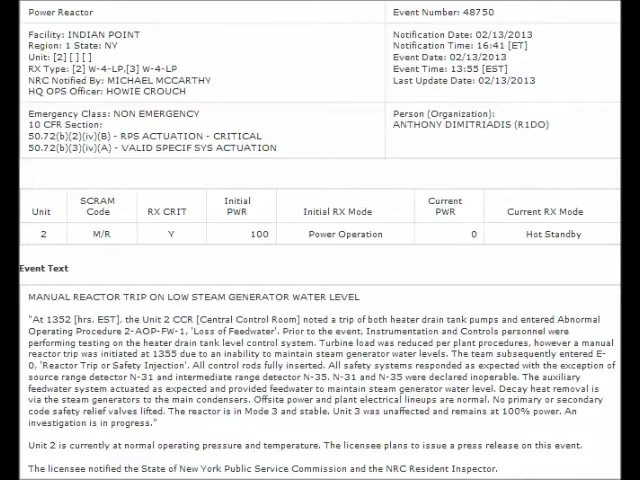 Power Reactor
Event Number: 48750
Facility: INDIAN POINT
Region: 1 State: NY
Unit: [2] [ ] [ ]
RX Type: [2] W-4-LP,[3] W-4-LP
NRC Notified By: MICHAEL MCCARTHY
HQ OPS Officer: HOWIE CROUCH
Notification Date: 02/13/2013
Notification Time: 16:41 [ET]
Event Date: 02/13/2013
Event Time: 13:55 [EST]
Last Update Date: 02/13/2013
Emergency Class: NON EMERGENCY
10 CFR Section:
50.72(b)(2)(iv)(B) - RPS ACTUATION - CRITICAL
50.72(b)(3)(iv)(A) - VALID SPECIF SYS ACTUATION
Person (Organization):
ANTHONY DIMITRIADIS (R1DO)
Unit SCRAM Code RX CRIT Initial PWR Initial RX Mode Current PWR Current RX Mode
2 M/R Y 100 Power Operation 0 Hot Standby
Event Text
MANUAL REACTOR TRIP ON LOW STEAM GENERATOR WATER LEVEL
"At 1352 [hrs. EST], the Unit 2 CCR [Central Control Room] noted a trip of both heater drain tank pumps and entered Abnormal
Operating Procedure 2-AOP-FW-1, 'Loss of Feedwater'. Prior to the event, Instrumentation and Controls personnel were
performing testing on the heater drain tank level control system. Turbine load was reduced per plant procedures, however a manual
reactor trip was initiated at 1355 due to an inability to maintain steam generator water levels. The team subsequently entered E-
0, 'Reactor Trip or Safety Injection'. All control rods fully inserted. All safety systems responded as expected with the exception of
source range detector N-31 and intermediate range detector N-35. N-31 and N-35 were declared inoperable. The auxiliary
feedwater system actuated as expected and provided feedwater to maintain steam generator water level. Decay heat removal is
via the steam generators to the main condensers. Offsite power and plant electrical lineups are normal. No primary or secondary
code safety relief valves lifted. The reactor is in Mode 3 and stable. Unit 3 was unaffected and remains at 100% power. An
investigation is in progress."
Unit 2 is currently at normal operating pressure and temperature. The licensee plans to issue a press release on this event.
The licensee notified the State of New York Public Service Commission and the NRC Resident Inspector.